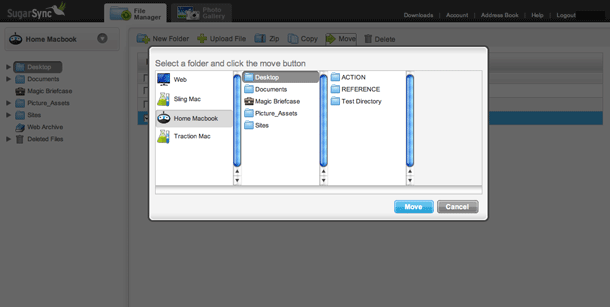 SugarSync
File Manager
Photo Gallery
Downloads Account Address Book Help Logout
Home Macbook
New Folder Upload File Zip Copy Move Delete
Desktop
Documents
Magic Briefcase
Picture_Assets
Sites
Web Archive
Deleted Files
Select a folder and click the move button
Web
Sling Mac
Home Macbook
Traction Mac
Desktop
Documents
Magic Briefcase
Picture_Assets
Sites
ACTION
REFERENCE
Test Directory
Move Cancel